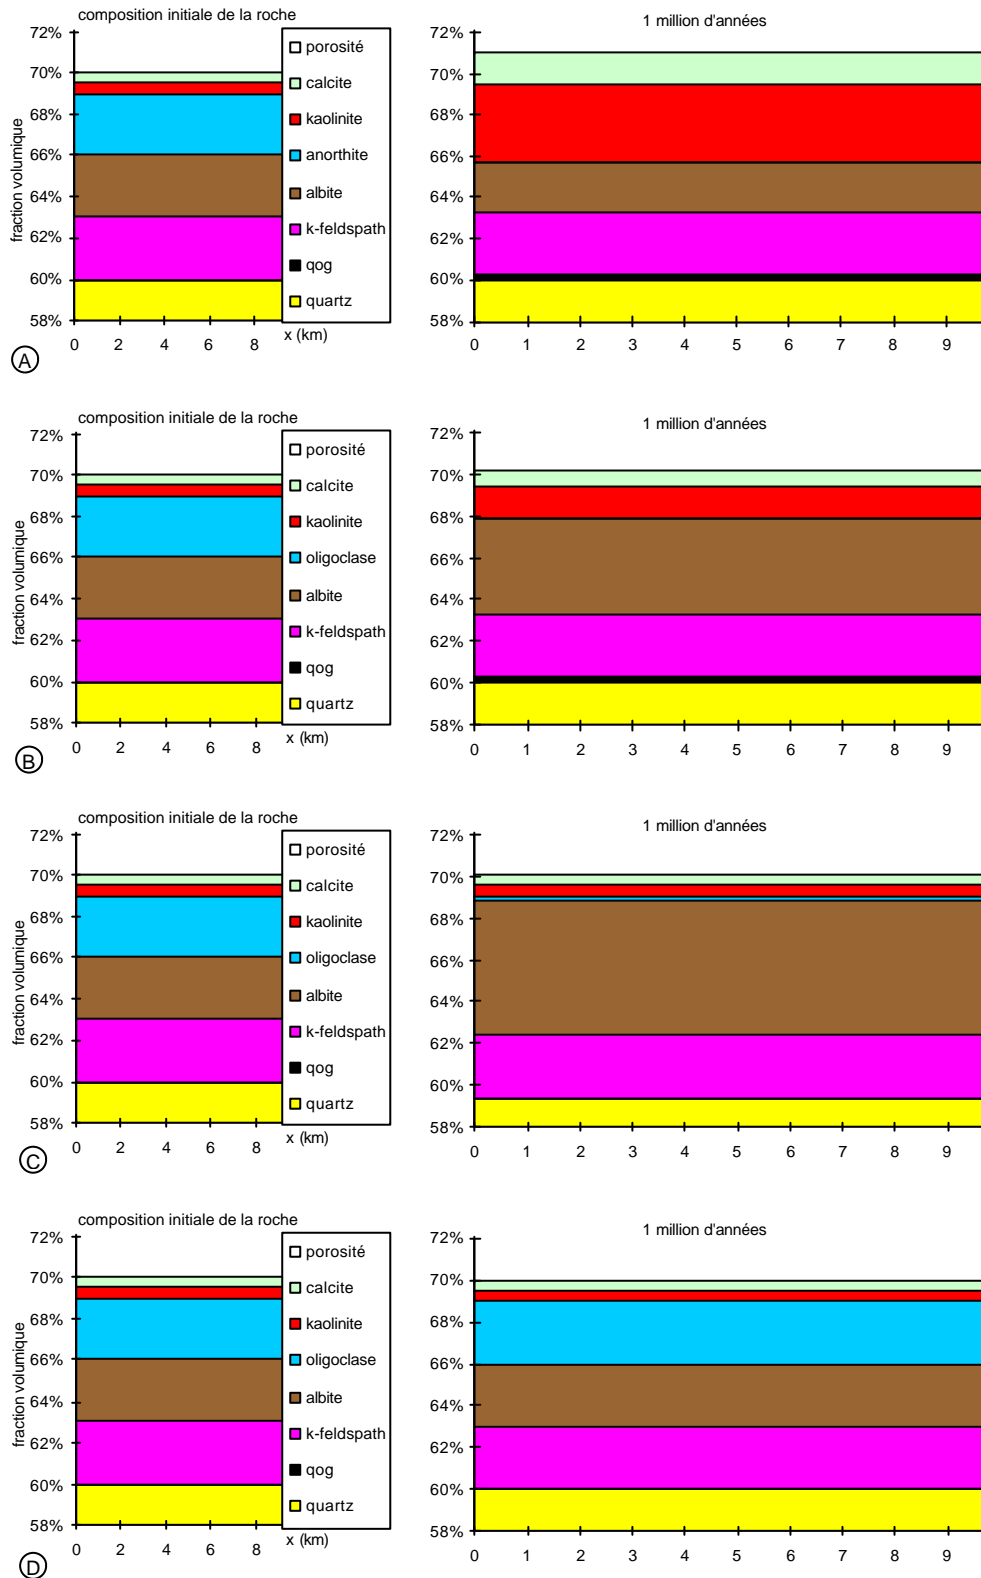 composition initiale de la roche
1 million d'années
fraction volumique
72%
70%
68%
66%
64%
62%
60%
58%
porosité
calcite
kaolinite
anorthite
albite
k-feldspath
qog
quartz
0 2 4 6 8 x (km)
72%
70%
68%
66%
64%
62%
60%
58%
0 1 2 3 4 5 6 7 8 9
A
composition initiale de la roche
1 million d'années
fraction volumique
72%
70%
68%
66%
64%
62%
60%
58%
porosité
calcite
kaolinite
oligoclase
albite
k-feldspath
qog
quartz
0 2 4 6 8 x (km)
72%
70%
68%
66%
64%
62%
60%
58%
0 1 2 3 4 5 6 7 8 9
B
composition initiale de la roche
1 million d'années
fraction volumique
72%
70%
68%
66%
64%
62%
60%
58%
porosité
calcite
kaolinite
oligoclase
albite
k-feldspath
qog
quartz
0 2 4 6 8 x (km)
72%
70%
68%
66%
64%
62%
60%
58%
0 1 2 3 4 5 6 7 8 9
C
composition initiale de la roche
1 million d'années
fraction volumique
72%
70%
68%
66%
64%
62%
60%
58%
porosité
calcite
kaolinite
oligoclase
albite
k-feldspath
qog
quartz
0 2 4 6 8 x (km)
72%
70%
68%
66%
64%
62%
60%
58%
0 1 2 3 4 5 6 7 8 9
D